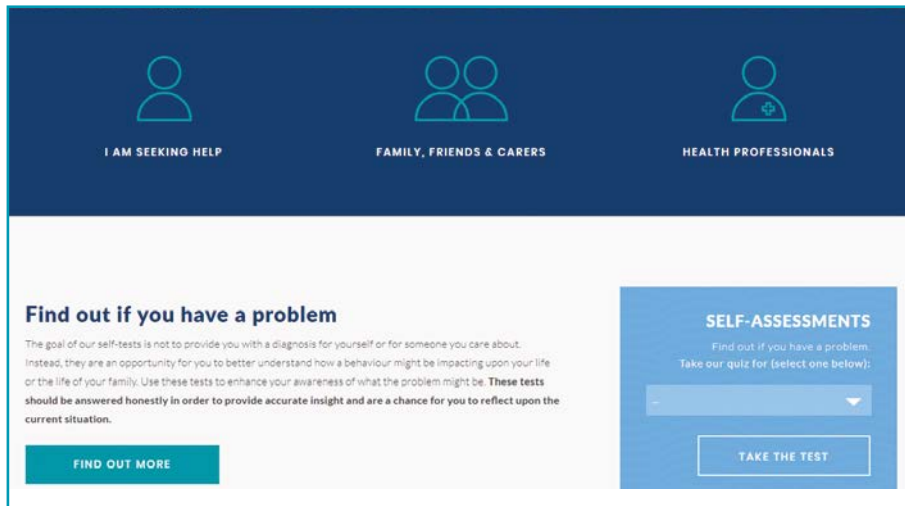 I AM SEEKING HELP
FAMILY, FRIENDS & CARERS
HEALTH PROFESSIONALS
Find out if you have a problem
The goal of our self-tests is not to provide you with a diagnosis for yourself or for someone you care about.
Instead, they are an opportunity for you to better understand how a behaviour might be impacting upon your life
or the life of your family. Use these tests to enhance your awareness of what the problem might be. These tests
should be answered honestly in order to provide accurate insight and are a chance for you to reflect upon the
current situation.
FIND OUT MORE
SELF-ASSESSMENTS
Find out if you have a problem.
Take our quiz for (select one below):
--
TAKE THE TEST